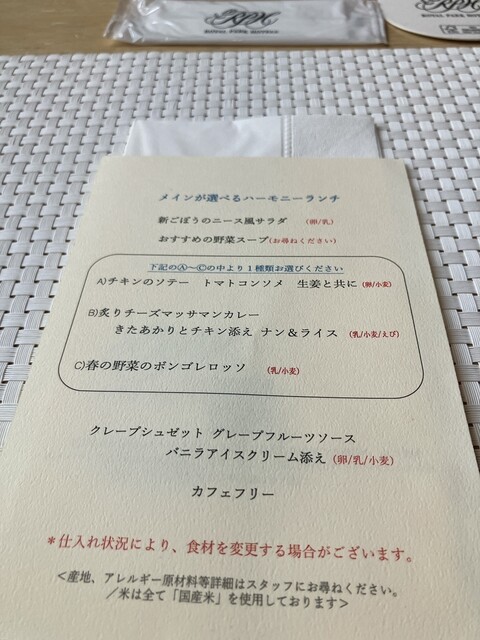 ROYAL PARK HOTELS
メインが選べるハーモニーランチ
新ごぼうのニース風サラダ (卵/乳)
おすすめの野菜スープ(お尋ねください)
下記のⒶ~Ⓒの中より1種類お選びください
A)チキンのソテー トマトコンソメ 生姜と共に(卵/小麦)
B)炙りチーズマッサマンカレー
きたあかりとチキン添え ナン&ライス (乳/小麦/えび)
C)春の野菜のボンゴレロッソ (乳/小麦)
クレープシュゼット グレープフルーツソース
バニラアイスクリーム添え(卵/乳/小麦)
カフェフリー
*仕入れ状況により、食材を変更する場合がございます。
<産地、アレルギー原材料等詳細はスタッフにお尋ねください。
/米は全て「国産米」を使用しております>